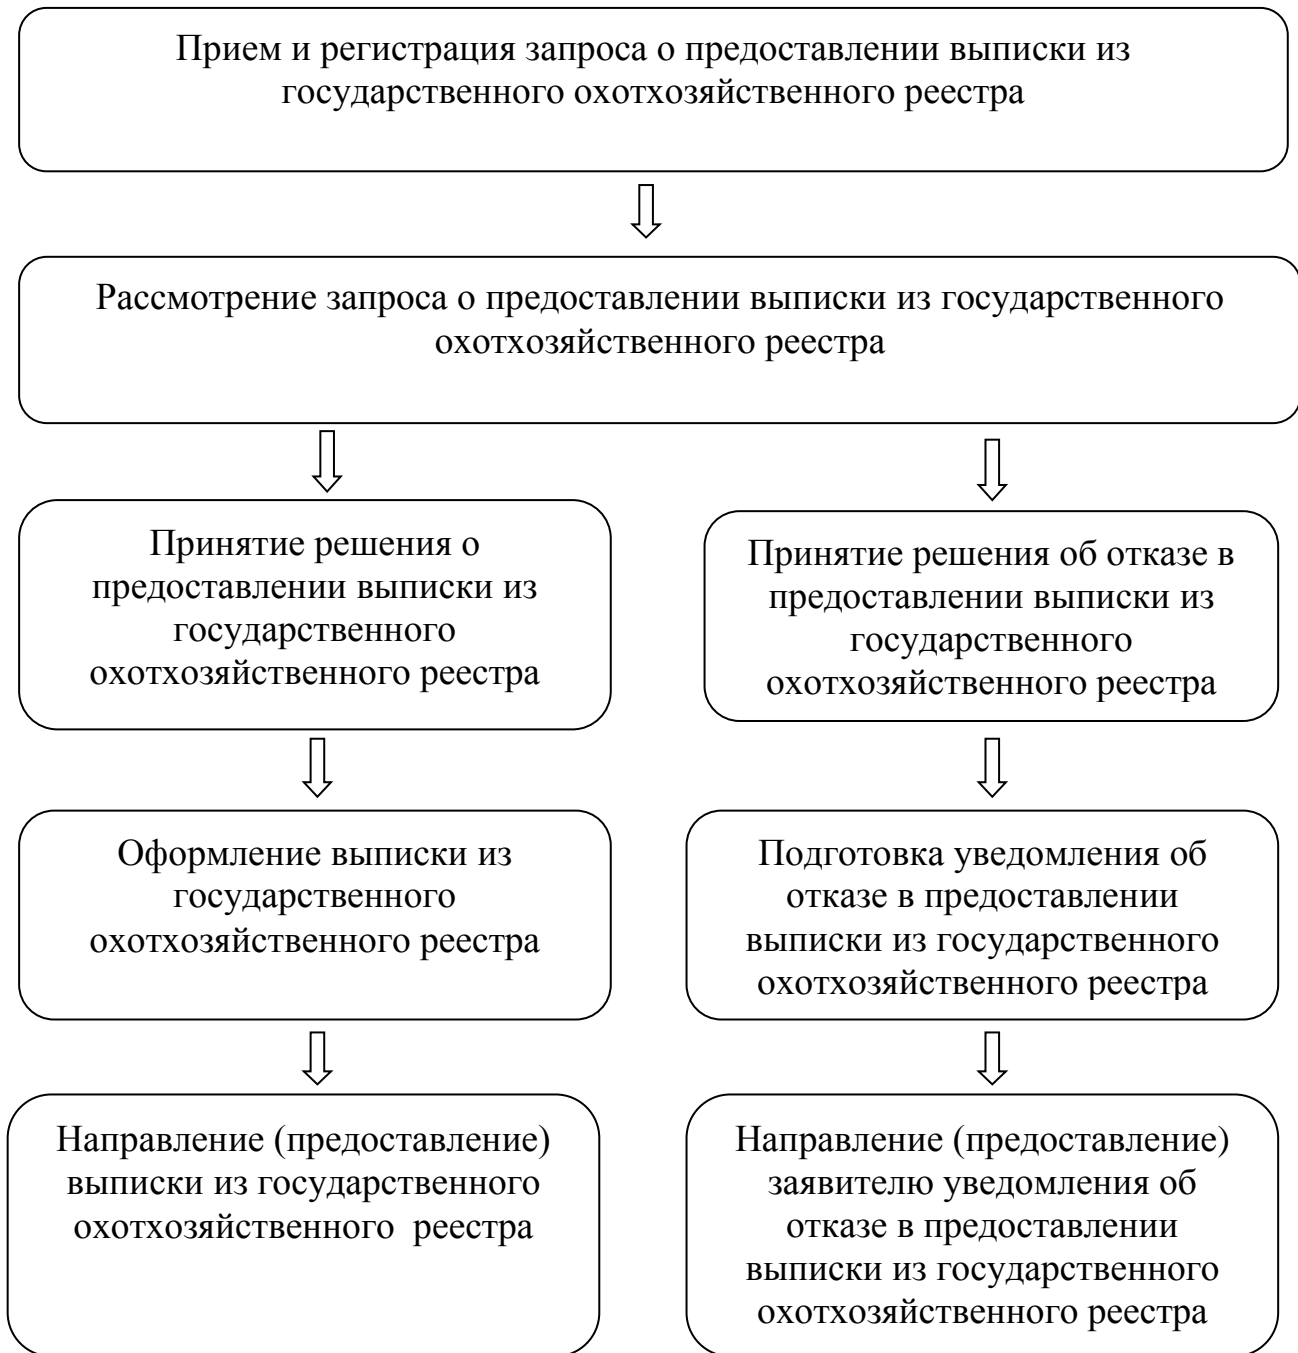 Прием и регистрация запроса о предоставлении выписки из
государственного охотхозяйственного реестра
Рассмотрение запроса о предоставлении выписки из государственного
охотхозяйственного реестра
Принятие решения о
предоставлении выписки из
государственного
охотхозяйственного реестра
Принятие решения об отказе в
предоставлении выписки из
государственного
охотхозяйственного реестра
Оформление выписки из
государственного
охотхозяйственного реестра
Подготовка уведомления об
отказе в предоставлении
выписки из государственного
охотхозяйственного реестра
Направление (предоставление)
выписки из государственного
охотхозяйственного реестра
Направление (предоставление)
заявителю уведомления об
отказе в предоставлении
выписки из государственного
охотхозяйственного реестра